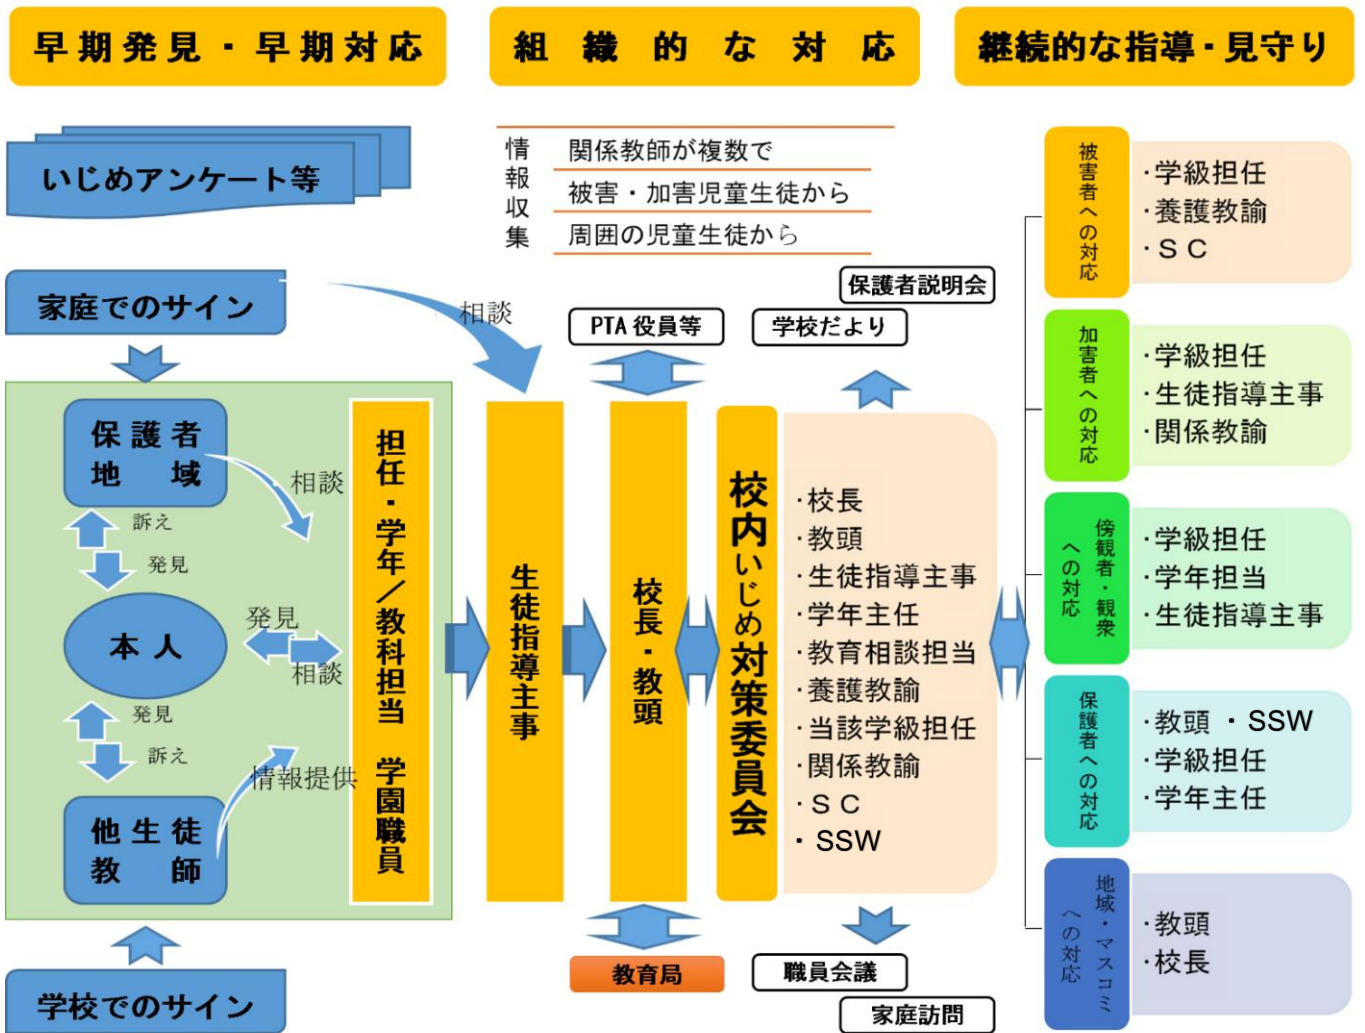 早期発見・早期対応
組織的な対応
継続的な指導・見守り
いじめアンケート等
情報収集
関係教師が複数で
被害・加害児童生徒から
周囲の児童生徒から
家庭でのサイン
相談
PTA 役員等
保護者説明会
学校だより
保護者
地域
相談
訴え
発見
本人
発見
相談
発見
訴え
情報提供
他生徒
教師
学校でのサイン
担任・学年／教科担当 学園職員
生徒指導主事
校長・教頭
教育局
校内いじめ対策委員会
・校長
・教頭
・生徒指導主事
・学年主任
・教育相談担当
・養護教諭
・当該学級担任
・関係教諭
・ＳＣ
・SSW
職員会議
家庭訪問
被害者への対応
・学級担任
・養護教諭
・ＳＣ
加害者への対応
・学級担任
・生徒指導主事
・関係教諭
傍観者・観衆
への対応
・学級担任
・学年担当
・生徒指導主事
保護者への対応
・教頭 ・SSW
・学級担任
・学年主任
地域・マスコミ
への対応
・教頭
・校長